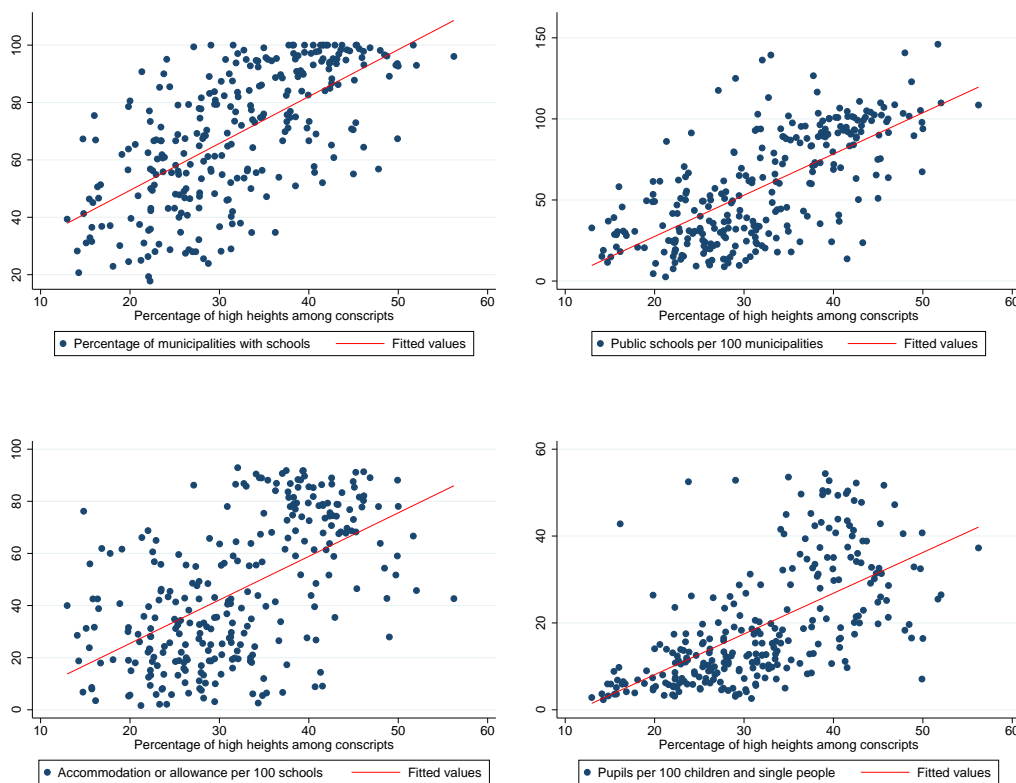 100
80
60
40
20
10 20 30 40 50 60
Percentage of high heights among conscripts
Percentage of municipalities with schools Fitted values
150
100
50
0
10 20 30 40 50 60
Percentage of high heights among conscripts
Public schools per 100 municipalities Fitted values
100
80
60
40
20
0
10 20 30 40 50 60
Percentage of high heights among conscripts
Accommodation or allowance per 100 schools Fitted values
60
40
20
0
10 20 30 40 50 60
Percentage of high heights among conscripts
Pupils per 100 children and single people Fitted values